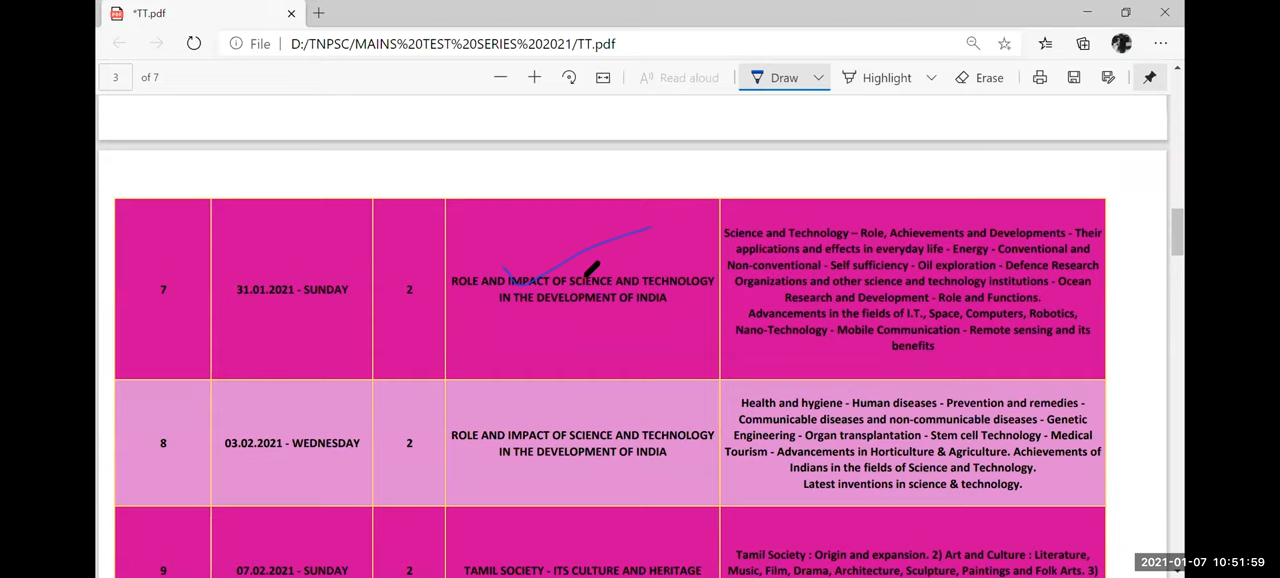 *TT.pdf
File
D:/TNPSC/MAINS%20TEST%20SERIES%202021/TT.pdf
3 of 7
Read aloud
Draw
Highlight
Erase
7
31.01.2021 - SUNDAY
2
ROLE AND IMPACT OF SCIENCE AND TECHNOLOGY
IN THE DEVELOPMENT OF INDIA
Science and Technology – Role, Achievements and Developments - Their
applications and effects in everyday life - Energy - Conventional and
Non-conventional - Self sufficiency - Oil exploration - Defence Research
Organizations and other science and technology institutions - Ocean
Research and Development - Role and Functions.
Advancements in the fields of I.T., Space, Computers, Robotics,
Nano-Technology - Mobile Communication - Remote sensing and its
benefits
8
03.02.2021 - WEDNESDAY
2
ROLE AND IMPACT OF SCIENCE AND TECHNOLOGY
IN THE DEVELOPMENT OF INDIA
Health and hygiene - Human diseases - Prevention and remedies -
Communicable diseases and non-communicable diseases - Genetic
Engineering - Organ transplantation - Stem cell Technology - Medical
Tourism - Advancements in Horticulture & Agriculture. Achievements of
Indians in the fields of Science and Technology.
Latest inventions in science & technology.
9
07.02.2021 - SUNDAY
2
TAMIL SOCIETY - ITS CULTURE AND HERITAGE
Tamil Society : Origin and expansion. 2) Art and Culture : Literature,
Music, Film, Drama, Architecture, Sculpture, Paintings and Folk Arts. 3)
2021-01-07 10:51:59